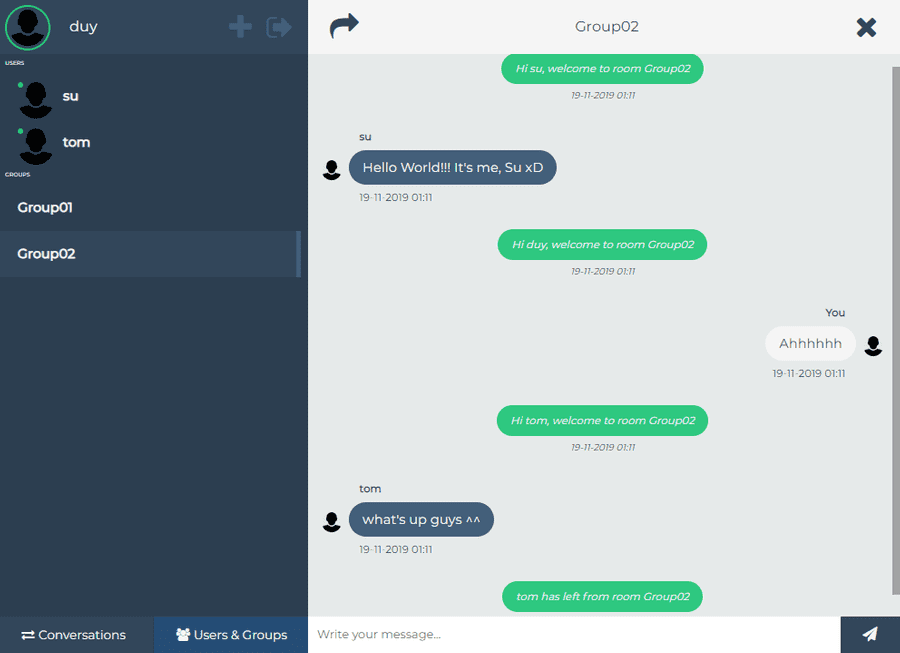 duy
USERS
su
tom
GROUPS
Group01
Group02
Conversations
Users & Groups
Group02
Hi su, welcome to room Group02
19-11-2019 01:11
su
Hello World!!! It's me, Su xD
19-11-2019 01:11
Hi duy, welcome to room Group02
19-11-2019 01:11
You
Ahhhhhh
19-11-2019 01:11
Hi tom, welcome to room Group02
19-11-2019 01:11
tom
what's up guys ^^
19-11-2019 01:11
tom has left from room Group02
Write your message...